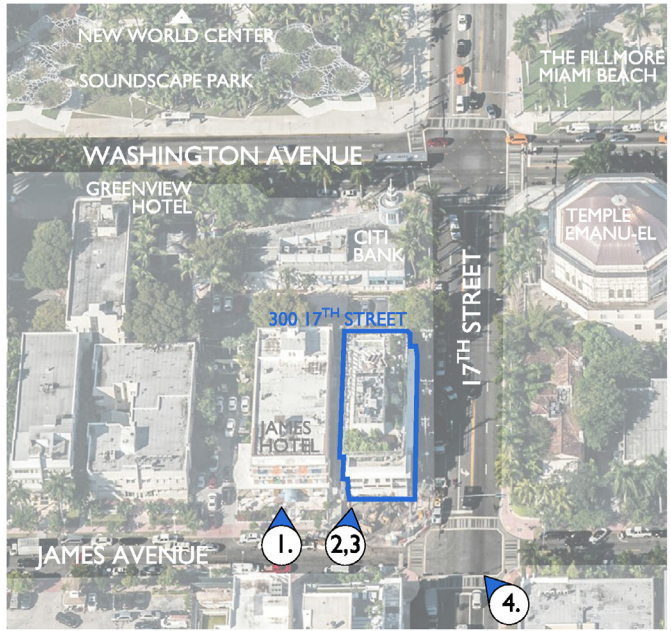 NEW WORLD CENTER
SOUNDSCAPE PARK
THE FILLMORE
MIAMI BEACH
WASHINGTON AVENUE
GREENVIEW
HOTEL
CITI
BANK
TEMPLE
EMANU-EL
300 17TH STREET
17TH STREET
JAMES
HOTEL
JAMES AVENUE
1.
2,3
4.